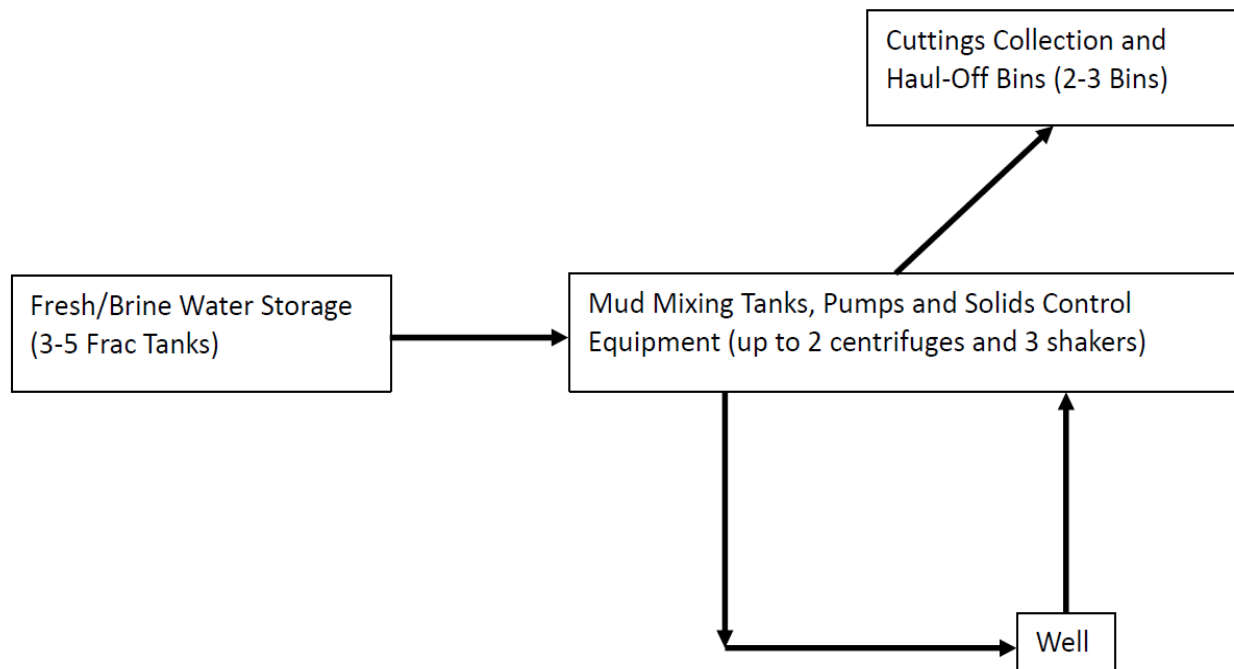 Cuttings Collection and
Haul-Off Bins (2-3 Bins)
Fresh/Brine Water Storage
(3-5 Frac Tanks)
Mud Mixing Tanks, Pumps and Solids Control
Equipment (up to 2 centrifuges and 3 shakers)
Well